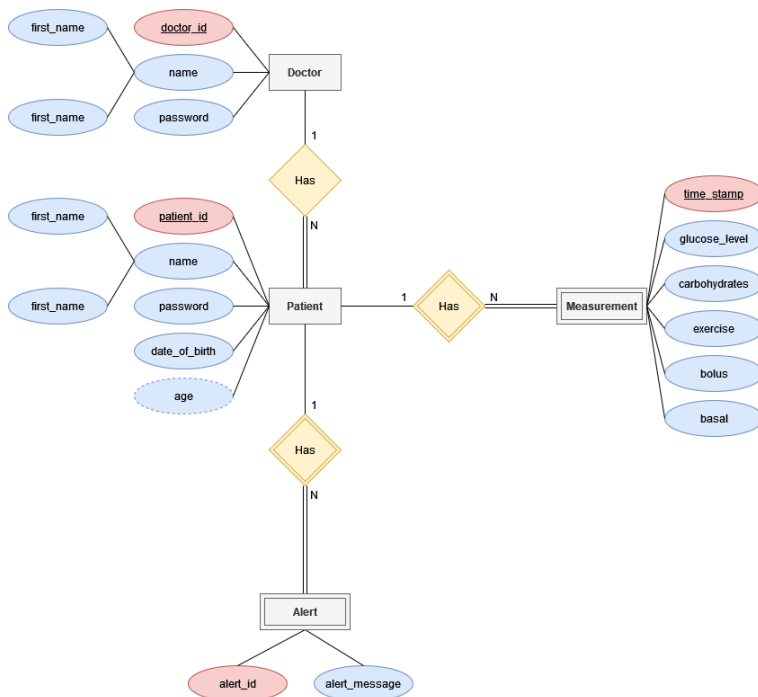 first_name
doctor_id
name
Doctor
first_name
password
1
Has
N
first_name
patient_id
name
first_name
password
date_of_birth
age
Patient
1
Has
N
Measurement
time_stamp
glucose_level
carbohydrates
exercise
bolus
basal
1
Has
N
Alert
alert_id
alert_message